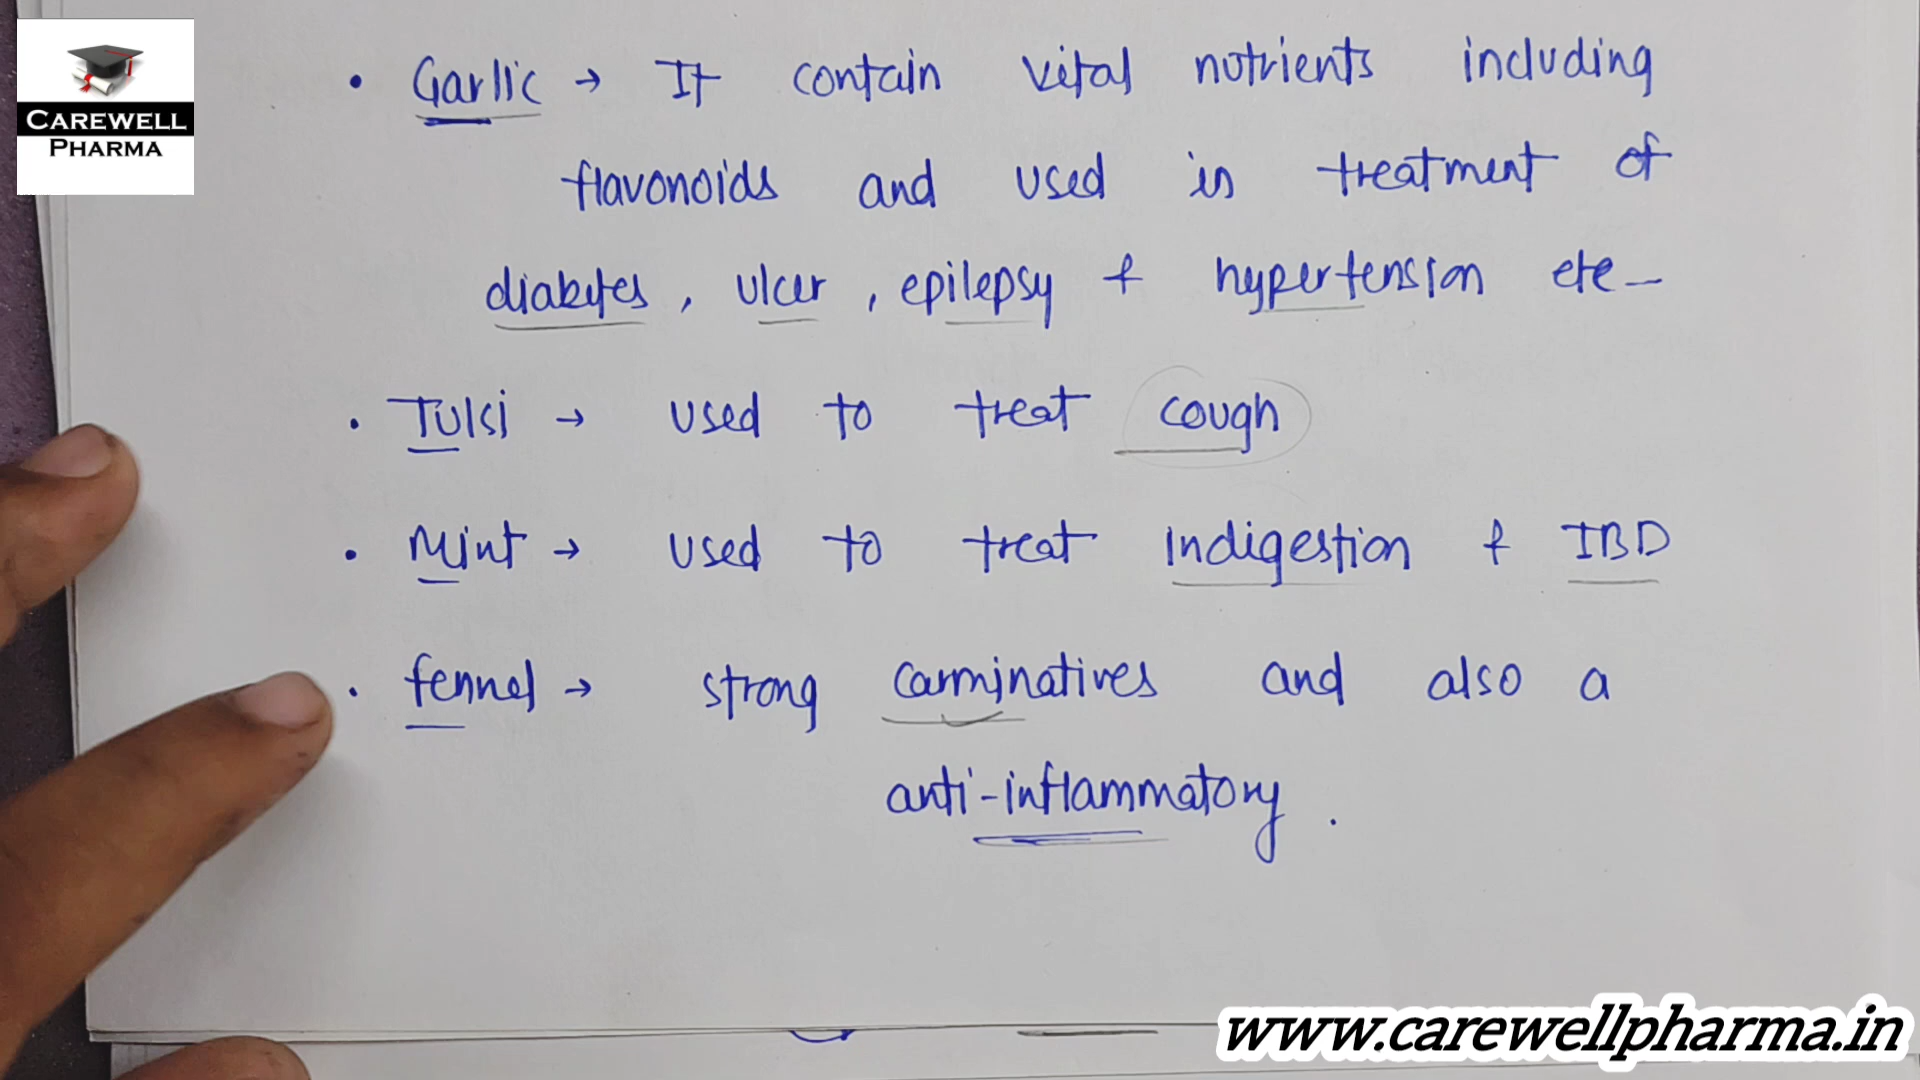 CAREWELL
PHARMA
• Garlic → It contain vital nutrients including
flavonoids and used in treatment of
diabetes, ulcer, epilepsy & hypertension etc-
• Tulsi → used to treat cough
• Mint → used to treat indigestion & IBD
• fennel → strong carminatives and also a
anti-inflammatory.
www.carewellpharma.in